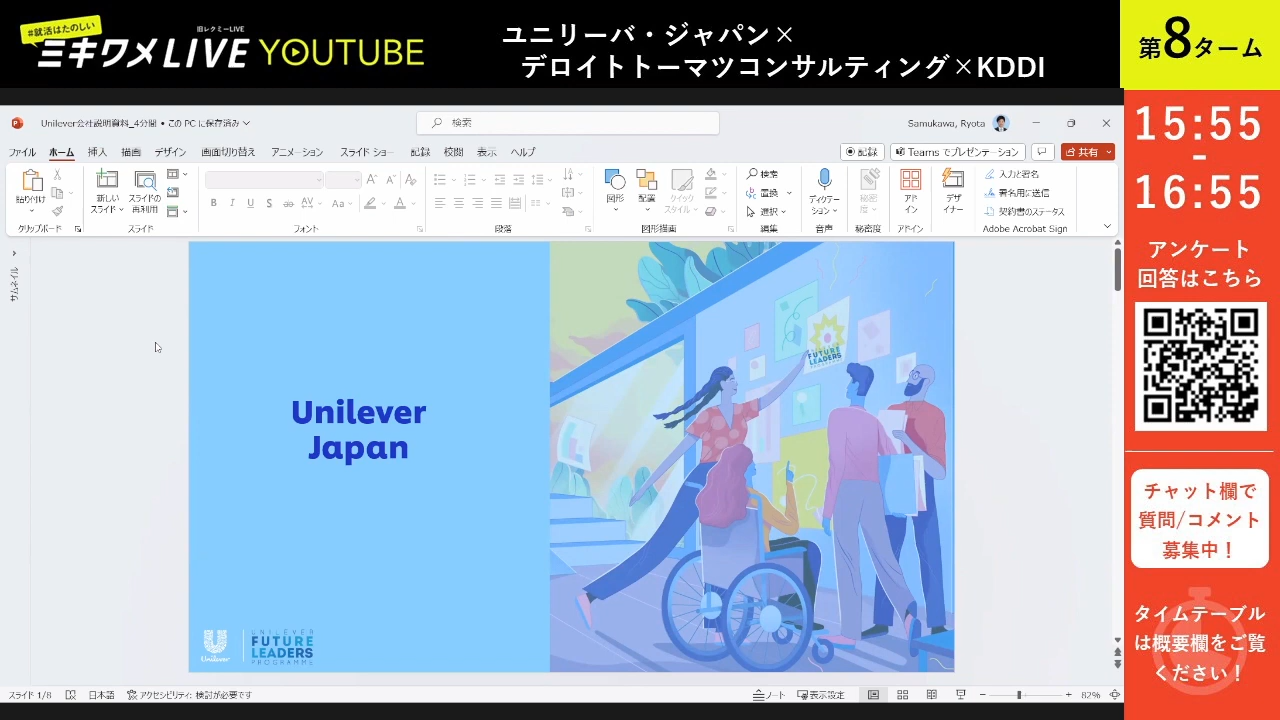 #就活はたのしい
旧レクミーLIVE
ミキワメLIVE YOUTUBE
ユニリーバ・ジャパン×
デロイトトーマツコンサルティング×KDDI
第8ターム
15:55
-
16:55
アンケート
回答はこちら
チャット欄で
質問/コメント
募集中！
タイムテーブル
は概要欄をご覧
ください！
Unilever会社説明資料_4分間 • この PC に保存済み
検索
Samukawa, Ryota
ファイル ホーム 挿入 描画 デザイン 画面切り替え アニメーション スライド ショー 記録 校閲 表示 ヘルプ
記録 Teams でプレゼンテーション 共有
貼り付け
新しい
スライド
スライドの
再利用
B I U S ab AV Aa A
図形
配置
クイック
スタイル
検索
置換
選択
ディクテー
ション
秘密
度
アド
イン
デザ
イナー
入力と署名
署名用に送信
契約書のステータス
クリップボード スライド フォント 段落 図形描画 編集 音声 秘密度 アドイン Adobe Acrobat Sign
サムネイル
Unilever
Japan
FUTURE
LEADERS
Unilever
UNILEVER
FUTURE
LEADERS
PROGRAMME
スライド 1/8 日本語 アクセシビリティ: 検討が必要です
ノート 表示設定 82%